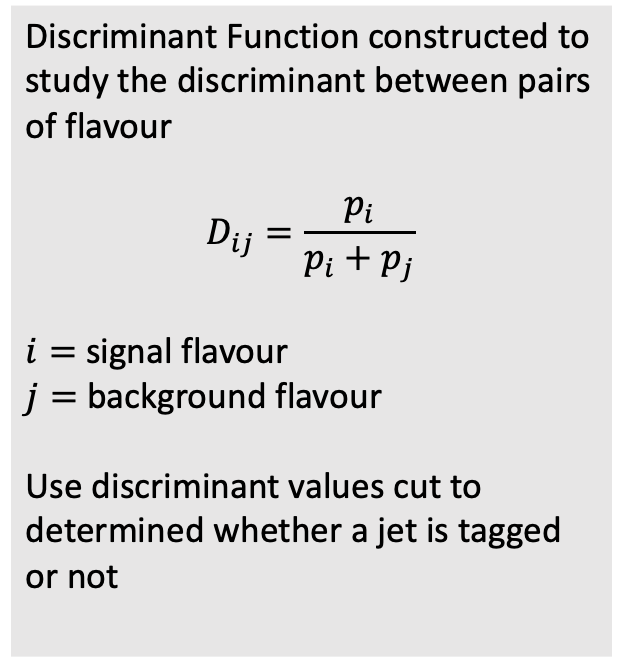 Discriminant Function constructed to
study the discriminant between pairs
of flavour
D_{ij} = \frac{p_i}{p_i + p_j}
i = signal flavour
j = background flavour
Use discriminant values cut to
determined whether a jet is tagged
or not